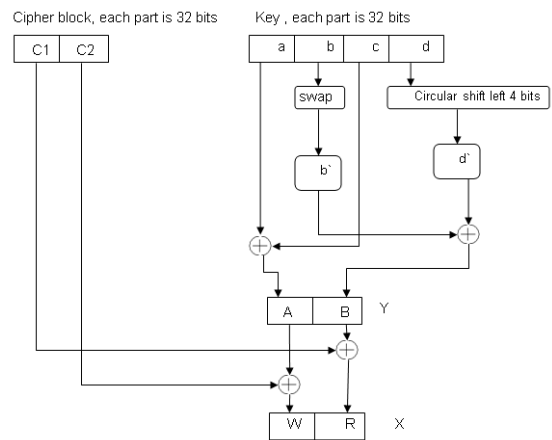 Cipher block, each part is 32 bits
Key , each part is 32 bits
C1 C2
a b c d
swap
Circular shift left 4 bits
b`
d`
A B Y
W R X